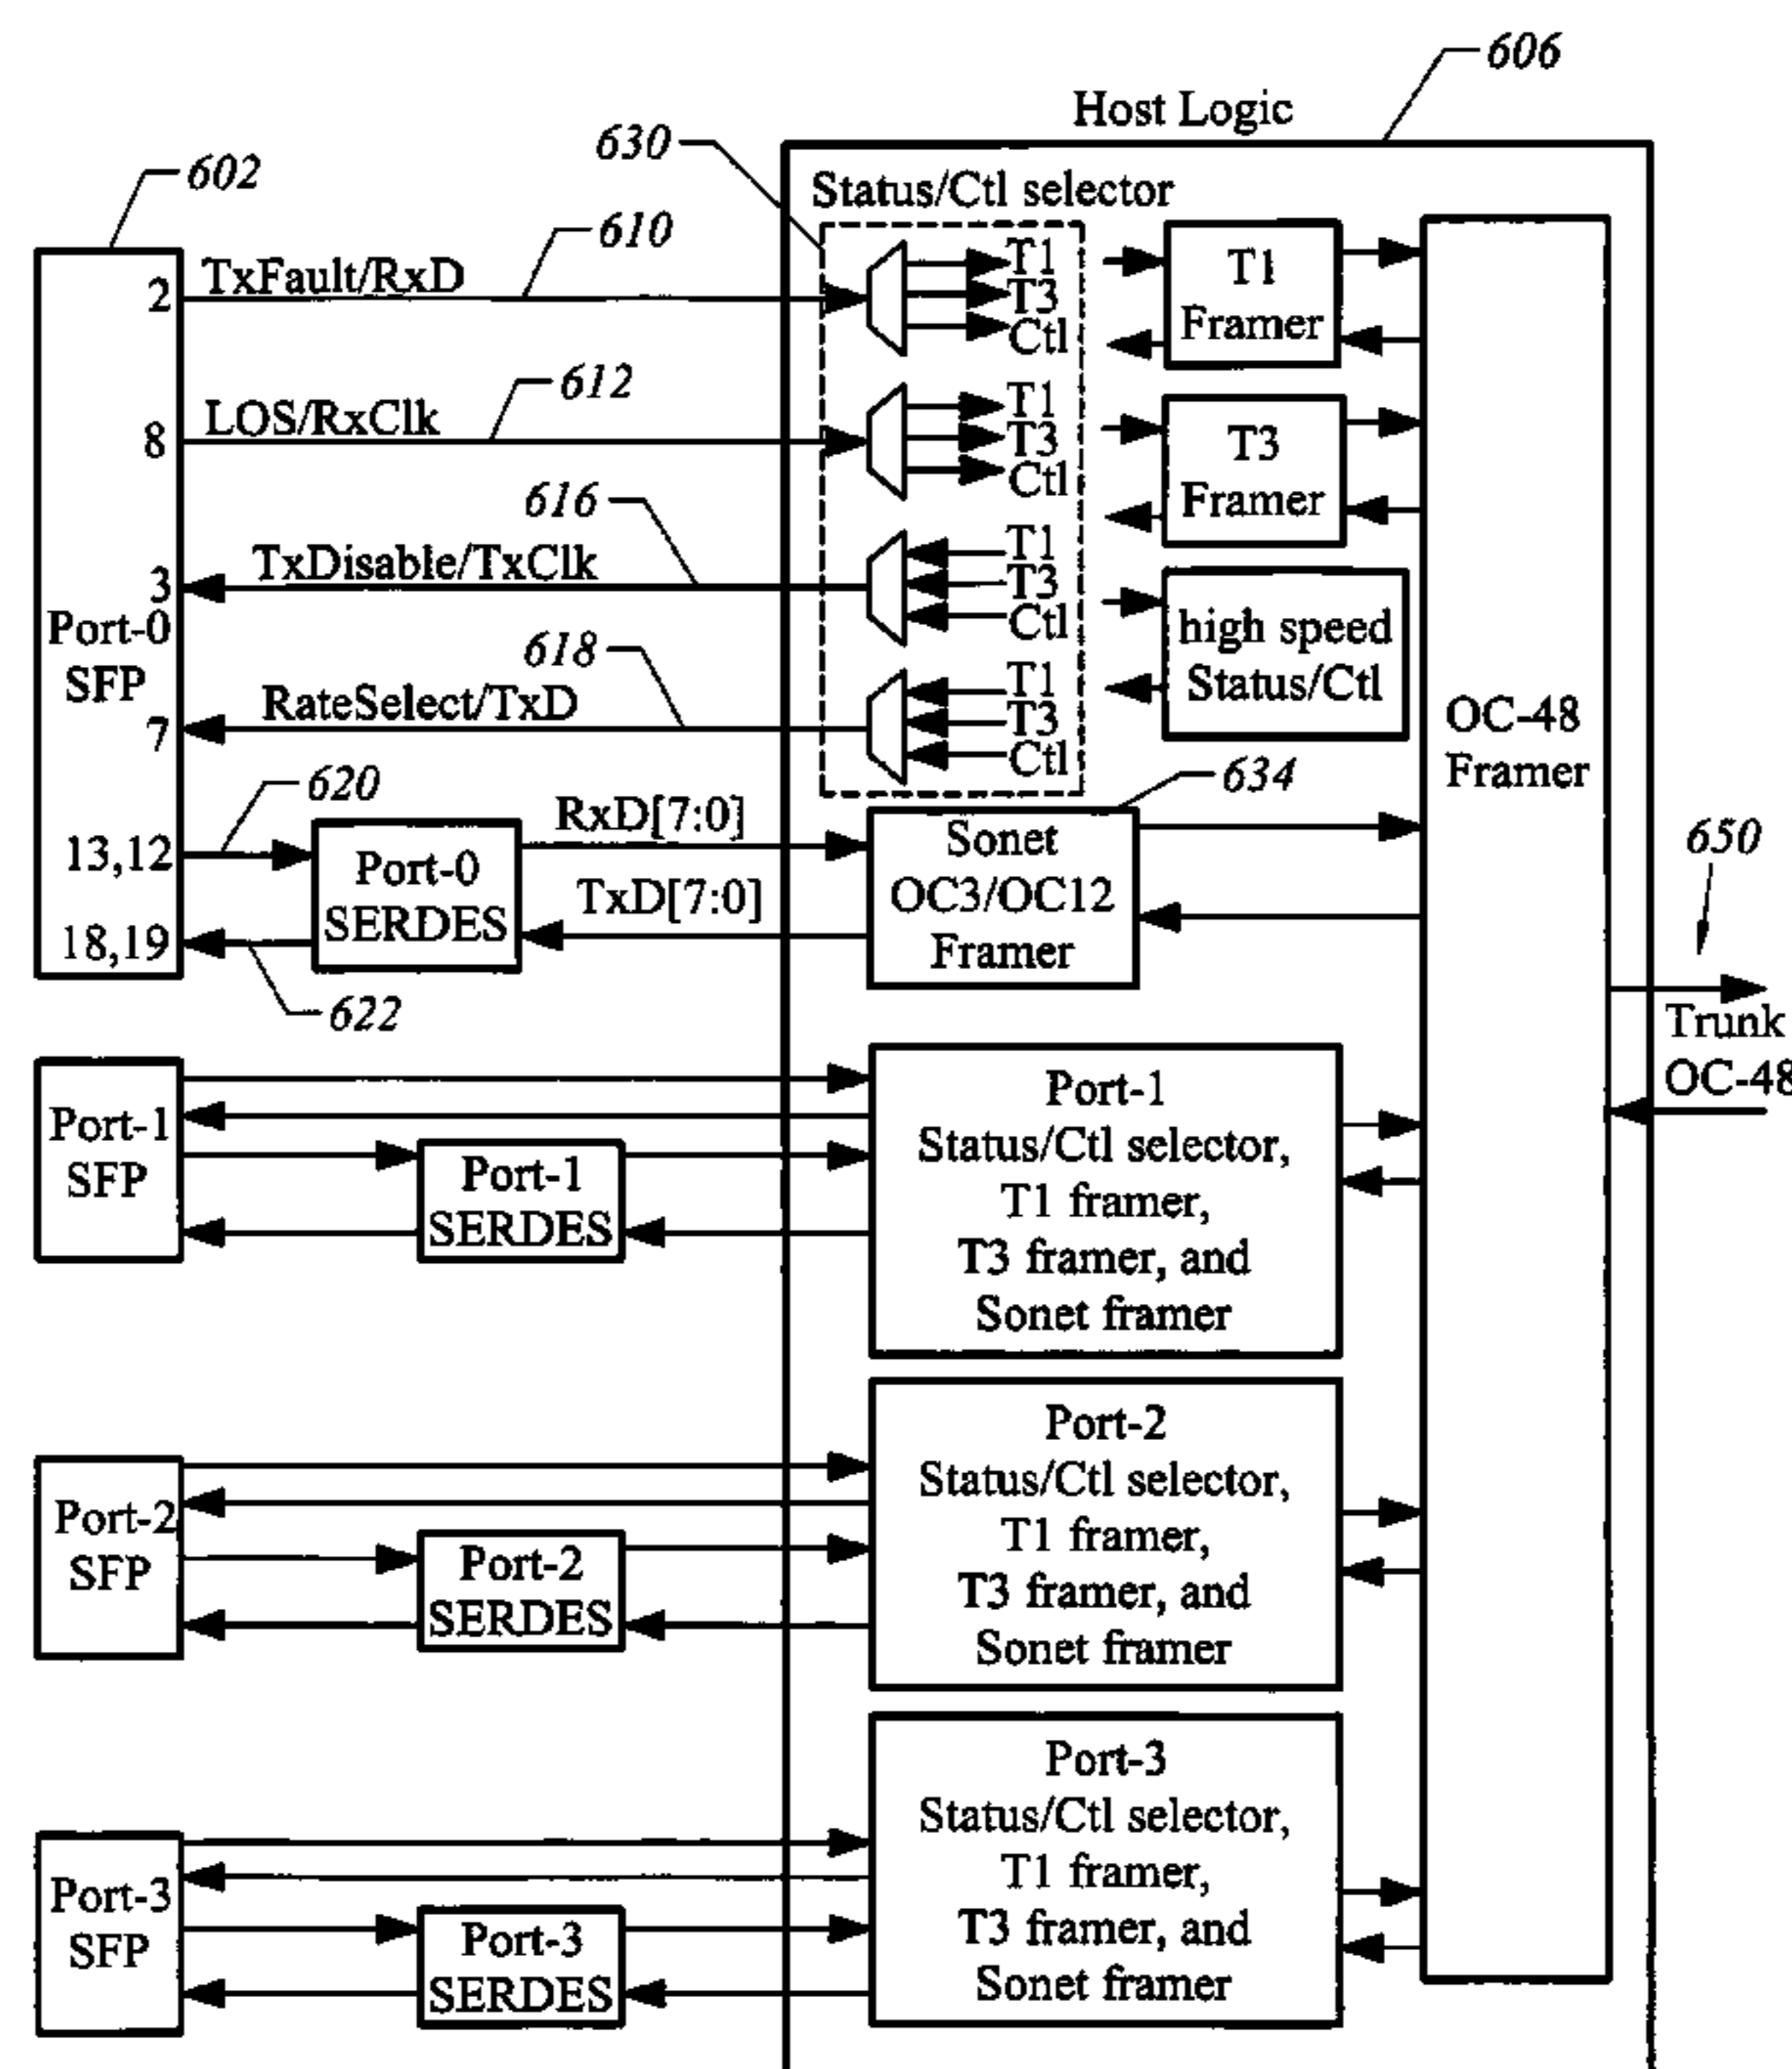 606
Host Logic
630
602
Status/Ctl selector
610
TxFault/RxD
2
T1
T3
Ctl
T1
Framer
612
LOS/RxClk
8
T1
T3
Ctl
T3
Framer
616
TxDisable/TxClk
3
T1
T3
Ctl
Port-0
SFP
high speed
Status/Ctl
618
RateSelect/TxD
7
T1
T3
Ctl
OC-48
Framer
634
620
RxD[7:0]
13,12
Port-0
SERDES
TxD[7:0]
18,19
622
Sonet
OC3/OC12
Framer
650
Trunk
OC-48
Port-1
SFP
Port-1
SERDES
Port-1
Status/Ctl selector,
T1 framer,
T3 framer, and
Sonet framer
Port-2
SFP
Port-2
SERDES
Port-2
Status/Ctl selector,
T1 framer,
T3 framer, and
Sonet framer
Port-3
SFP
Port-3
SERDES
Port-3
Status/Ctl selector,
T1 framer,
T3 framer, and
Sonet framer